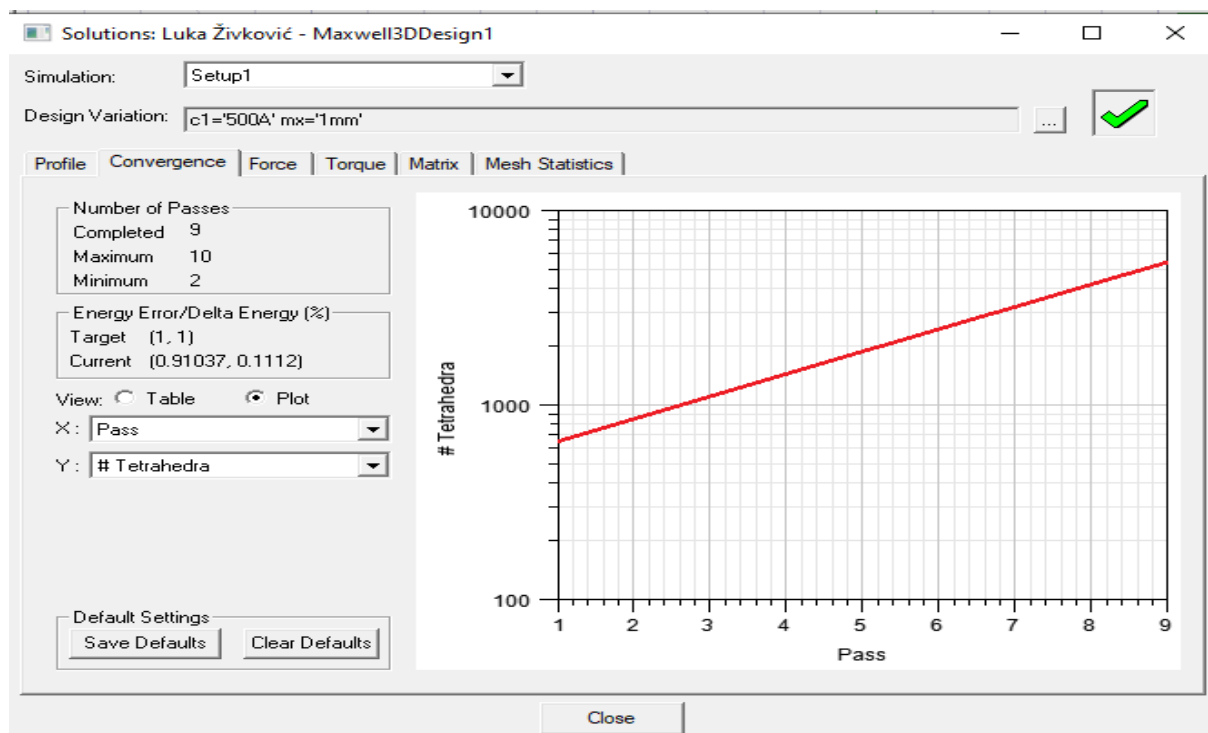 Solutions: Luka Živković - Maxwell3DDesign1
Simulation: Setup1
Design Variation: c1='500A' mx='1mm' ...
Profile Convergence Force Torque Matrix Mesh Statistics
Number of Passes
Completed 9
Maximum 10
Minimum 2
Energy Error/Delta Energy (%)
Target (1, 1)
Current (0.91037, 0.1112)
View: Table Plot
X : Pass
Y : # Tetrahedra
Default Settings
Save Defaults Clear Defaults
10000
1000
100
# Tetrahedra
1 2 3 4 5 6 7 8 9
Pass
Close